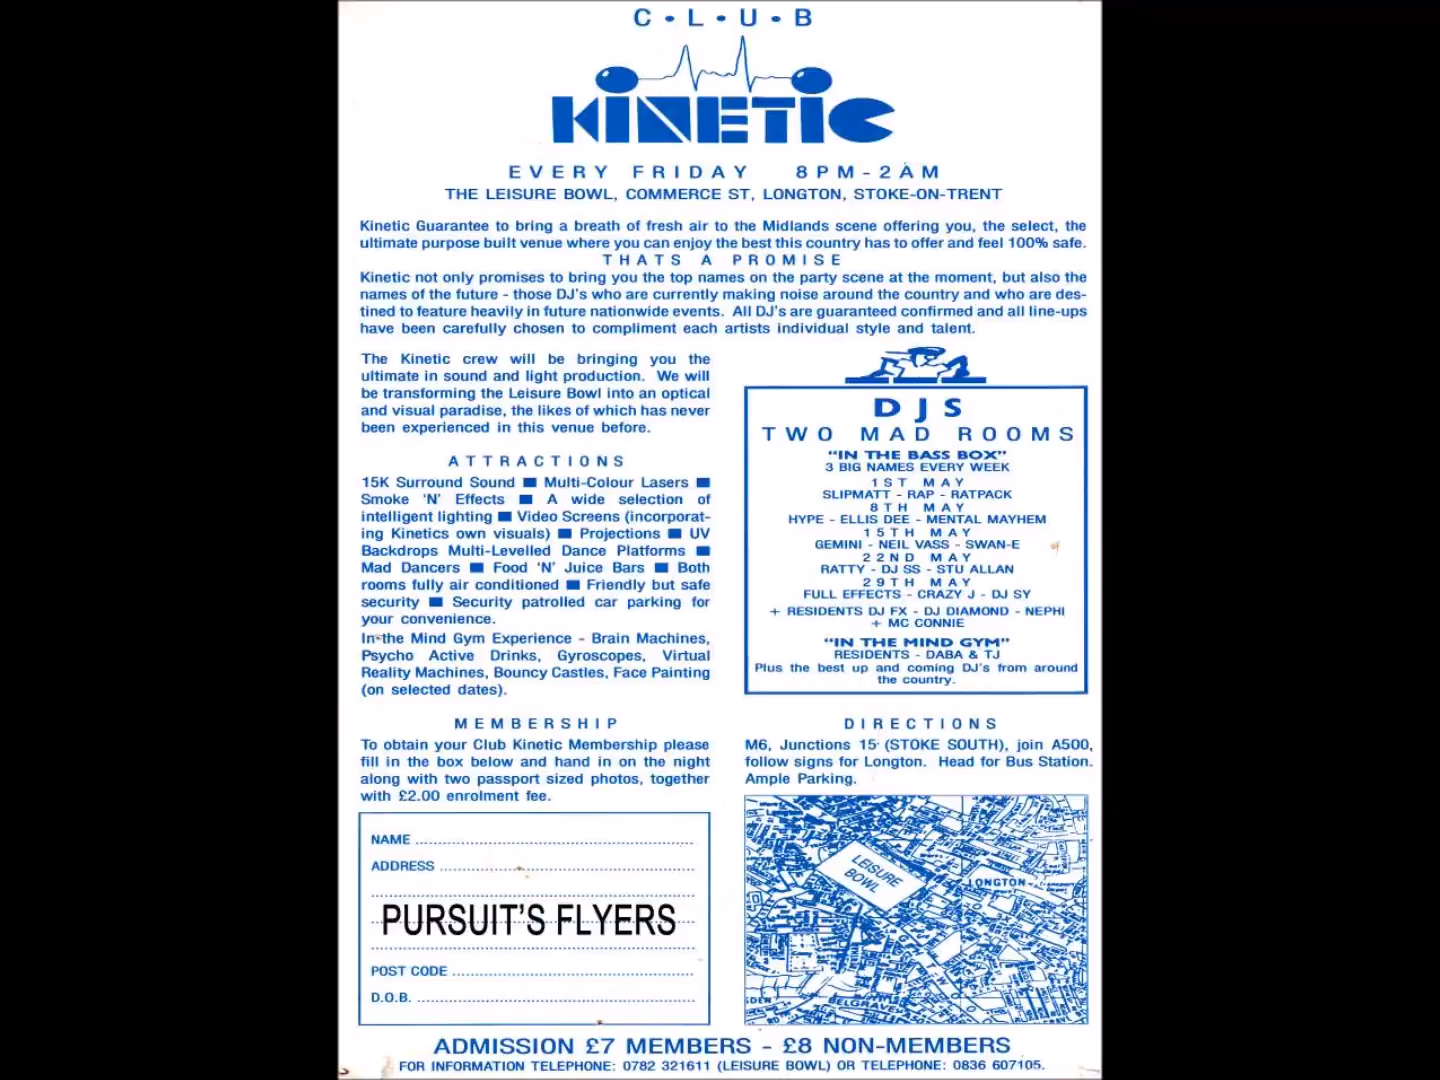 C•L•U•B
KINETIC
EVERY FRIDAY 8PM-2AM
THE LEISURE BOWL, COMMERCE ST, LONGTON, STOKE-ON-TRENT
Kinetic Guarantee to bring a breath of fresh air to the Midlands scene offering you, the select, the
ultimate purpose built venue where you can enjoy the best this country has to offer and feel 100% safe.
THATS A PROMISE
Kinetic not only promises to bring you the top names on the party scene at the moment, but also the
names of the future - those DJ's who are currently making noise around the country and who are des-
tined to feature heavily in future nationwide events. All DJ's are guaranteed confirmed and all line-ups
have been carefully chosen to compliment each artists individual style and talent.
The Kinetic crew will be bringing you the
ultimate in sound and light production. We will
be transforming the Leisure Bowl into an optical
and visual paradise, the likes of which has never
been experienced in this venue before.
ATTRACTIONS
15K Surround Sound ■ Multi-Colour Lasers ■
Smoke 'N' Effects ■ A wide selection of
intelligent lighting ■ Video Screens (incorporat-
ing Kinetics own visuals) ■ Projections ■ UV
Backdrops Multi-Levelled Dance Platforms ■
Mad Dancers ■ Food 'N' Juice Bars ■ Both
rooms fully air conditioned ■ Friendly but safe
security ■ Security patrolled car parking for
your convenience.
In the Mind Gym Experience - Brain Machines,
Psycho Active Drinks, Gyroscopes, Virtual
Reality Machines, Bouncy Castles, Face Painting
(on selected dates).
DJS
TWO MAD ROOMS
"IN THE BASS BOX"
3 BIG NAMES EVERY WEEK
1ST MAY
SLIPMATT - RAP - RATPACK
8TH MAY
HYPE - ELLIS DEE - MENTAL MAYHEM
15TH MAY
GEMINI - NEIL VASS - SWAN-E
22ND MAY
RATTY - DJ SS - STU ALLAN
29TH MAY
FULL EFFECTS - CRAZY J - DJ SY
+ RESIDENTS DJ FX - DJ DIAMOND - NEPHI
+ MC CONNIE
"IN THE MIND GYM"
RESIDENTS - DABA & TJ
Plus the best up and coming DJ's from around
the country.
MEMBERSHIP
To obtain your Club Kinetic Membership please
fill in the box below and hand in on the night
along with two passport sized photos, together
with £2.00 enrolment fee.
NAME
ADDRESS
PURSUIT'S FLYERS
POST CODE
D.O.B.
DIRECTIONS
M6, Junctions 15 (STOKE SOUTH), join A500,
follow signs for Longton. Head for Bus Station.
Ample Parking.
LEISURE
BOWL
LONGTON
BELGRAVE
ADMISSION £7 MEMBERS - £8 NON-MEMBERS
FOR INFORMATION TELEPHONE: 0782 321611 (LEISURE BOWL) OR TELEPHONE: 0836 607105.